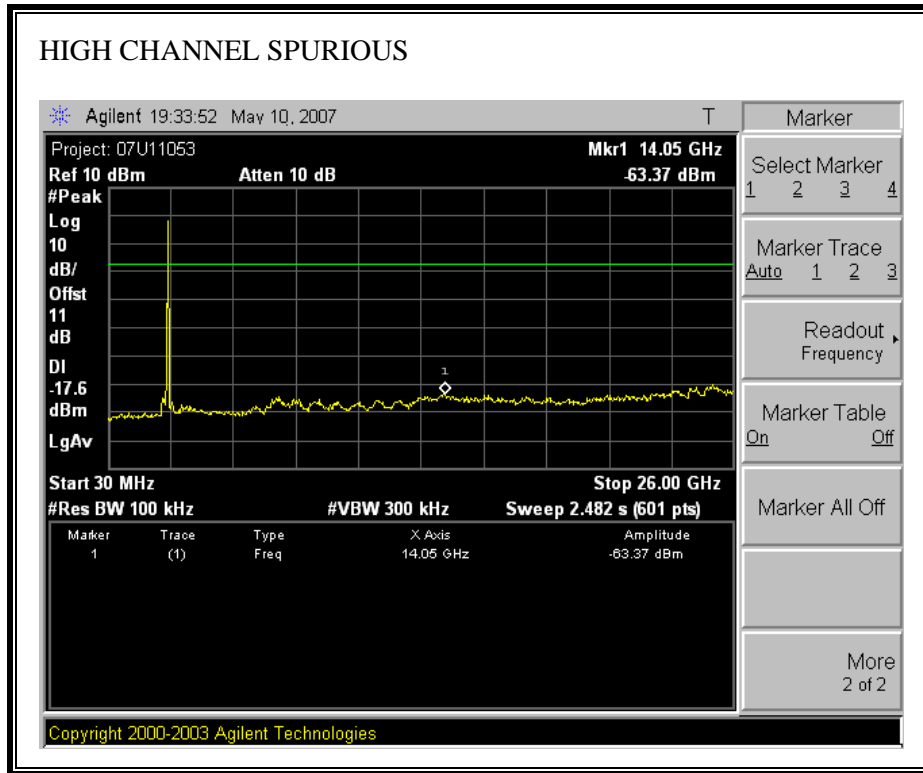 HIGH CHANNEL SPURIOUS
Agilent 19:33:52 May 10, 2007 T
Project: 07U11053 Mkr1 14.05 GHz
Ref 10 dBm Atten 10 dB -63.37 dBm
#Peak
Log
10
dB/
Offst
11
dB
DI
-17.6
dBm
LgAv
1
Start 30 MHz Stop 26.00 GHz
#Res BW 100 kHz #VBW 300 kHz Sweep 2.482 s (601 pts)
Marker Trace Type X Axis Amplitude
1 (1) Freq 14.05 GHz -63.37 dBm
Copyright 2000-2003 Agilent Technologies
Marker
Select Marker
1 2 3 4
Marker Trace
Auto 1 2 3
Readout
Frequency
Marker Table
On Off
Marker All Off
More
2 of 2